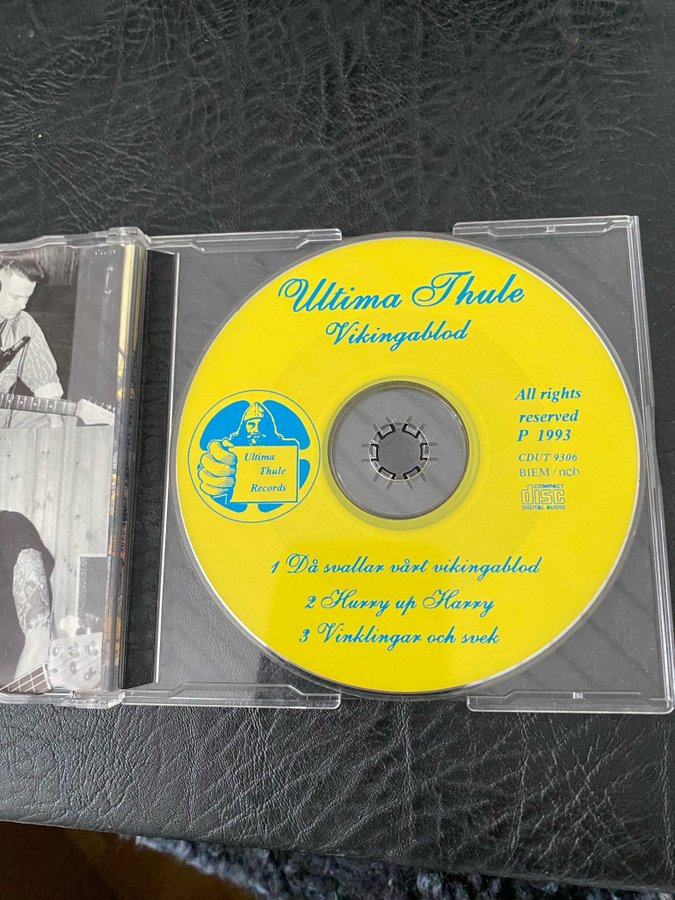 Ultima Thule
Vikingablod
Ultima
Thule
Records
All rights
reserved
P 1993
CDUT 9306
BIEM / ncb
COMPACT
disc
DIGITAL AUDIO
1 Då svallar vårt vikingablod
2 Hurry up Harry
3 Vinklingar och svek